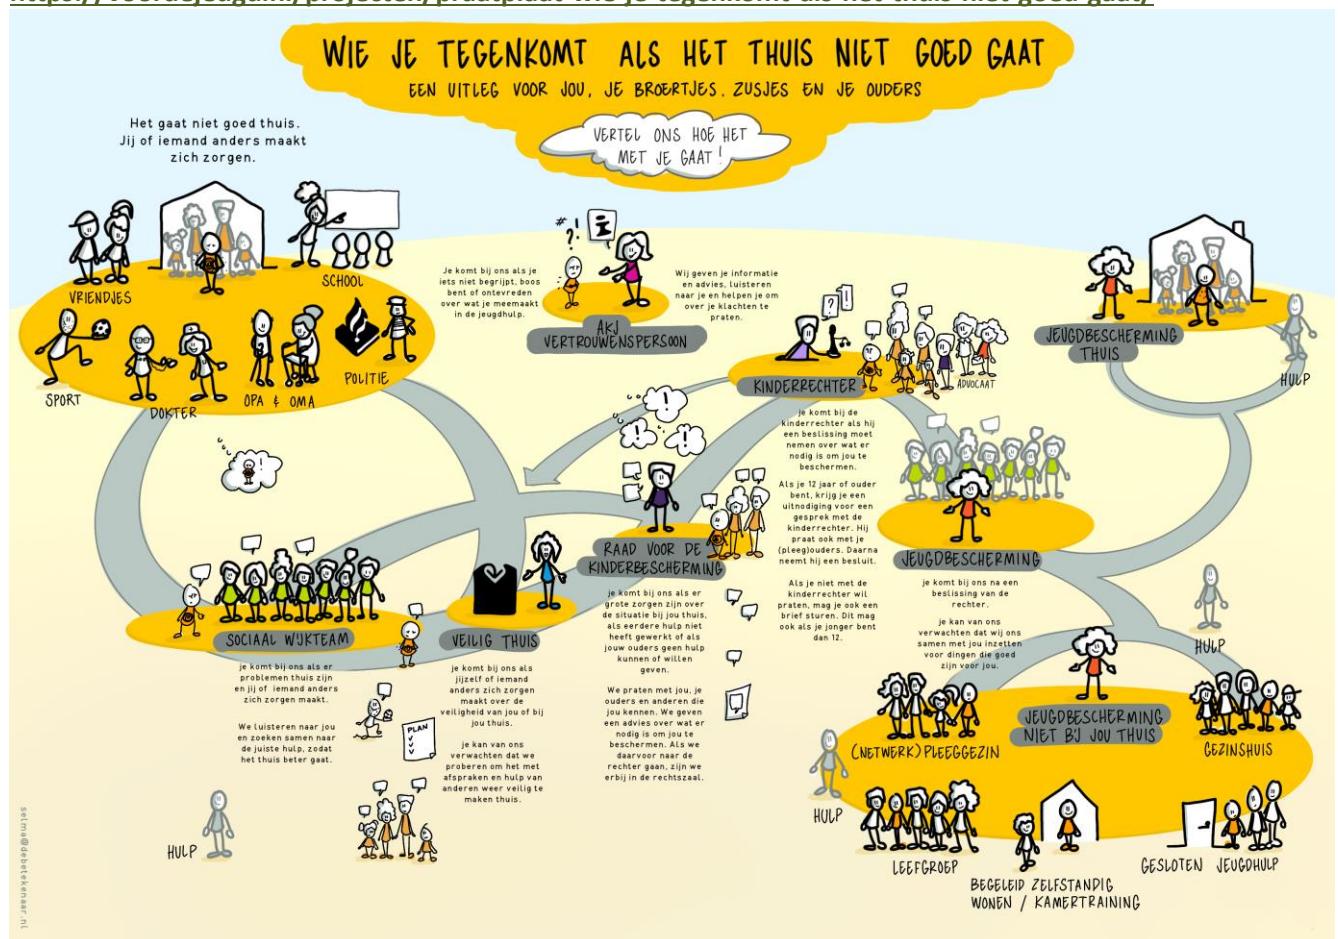 https://voordejeugd.nl/projecten/praatplaat-wie-je-tegenkomt-als-het-thuis-niet-goed-gaat/
WIE JE TEGENKOMT ALS HET THUIS NIET GOED GAAT
EEN UITLEG VOOR JOU, JE BROERTJES, ZUSJES EN JE OUDERS
VERTEL ONS HOE HET
MET JE GAAT!
Het gaat niet goed thuis.
Jij of iemand anders maakt
zich zorgen.
VRIENDJES
SCHOOL
SPORT
DOKTER
OPA & OMA
POLITIE
Je komt bij ons als je
iets niet begrijpt, boos
bent of ontevreden
over wat je meemaakt
in de jeugdhulp.
#?!
i
AKJ
VERTROUWENSPERSOON
Wij geven je informatie
en advies, luisteren
naar je en helpen je om
over je klachten te
praten.
?
!
KINDERRECHTER
ADVOCAAT
je komt bij de
kinderrechter als hij
een beslissing moet
nemen over wat er
nodig is om jou te
beschermen.
Als je 12 jaar of ouder
bent, krijg je een
uitnodiging voor een
gesprek met de
kinderrechter. Hij
praat ook met je
(pleeg)ouders. Daarna
neemt hij een besluit.
Als je niet met de
kinderrechter wil
praten, mag je ook een
brief sturen. Dit mag
ook als je jonger bent
dan 12.
JEUGDBESCHERMING
THUIS
HULP
!
!
!
!
SOCIAAL WIJKTEAM
je komt bij ons als er
problemen thuis zijn
en jij of iemand anders
zich zorgen maakt.
We luisteren naar jou
en zoeken samen naar
de juiste hulp, zodat
het thuis beter gaat.
HULP
VEILIG THUIS
je komt bij ons als
jijzelf of iemand
anders zich zorgen
maakt over de
veiligheid van jou of bij
jou thuis.
je kan van ons
verwachten dat we
proberen om het met
afspraken en hulp van
anderen weer veilig te
maken thuis.
PLAN
V
V
V
RAAD VOOR DE
KINDERBESCHERMING
je komt bij ons als er
grote zorgen zijn over
de situatie bij jou thuis,
als eerdere hulp niet
heeft gewerkt of als
jouw ouders geen hulp
kunnen of willen
geven.
We praten met jou, je
ouders en anderen die
jou kennen. We geven
een advies over wat er
nodig is om jou te
beschermen. Als we
daarvoor naar de
rechter gaan, zijn we
erbij in de rechtszaal.
JEUGDBESCHERMING
je komt bij ons na een
beslissing van de
rechter.
je kan van ons
verwachten dat wij ons
samen met jou inzetten
voor dingen die goed
zijn voor jou.
HULP
JEUGDBESCHERMING
NIET BIJ JOU THUIS
(NETWERK) PLEEGGEZIN
GEZINSHUIS
HULP
LEEFGROEP
BEGELEID ZELFSTANDIG
WONEN / KAMERTRAINING
GESLOTEN JEUGDHULP
selma@debetekenaar.nl